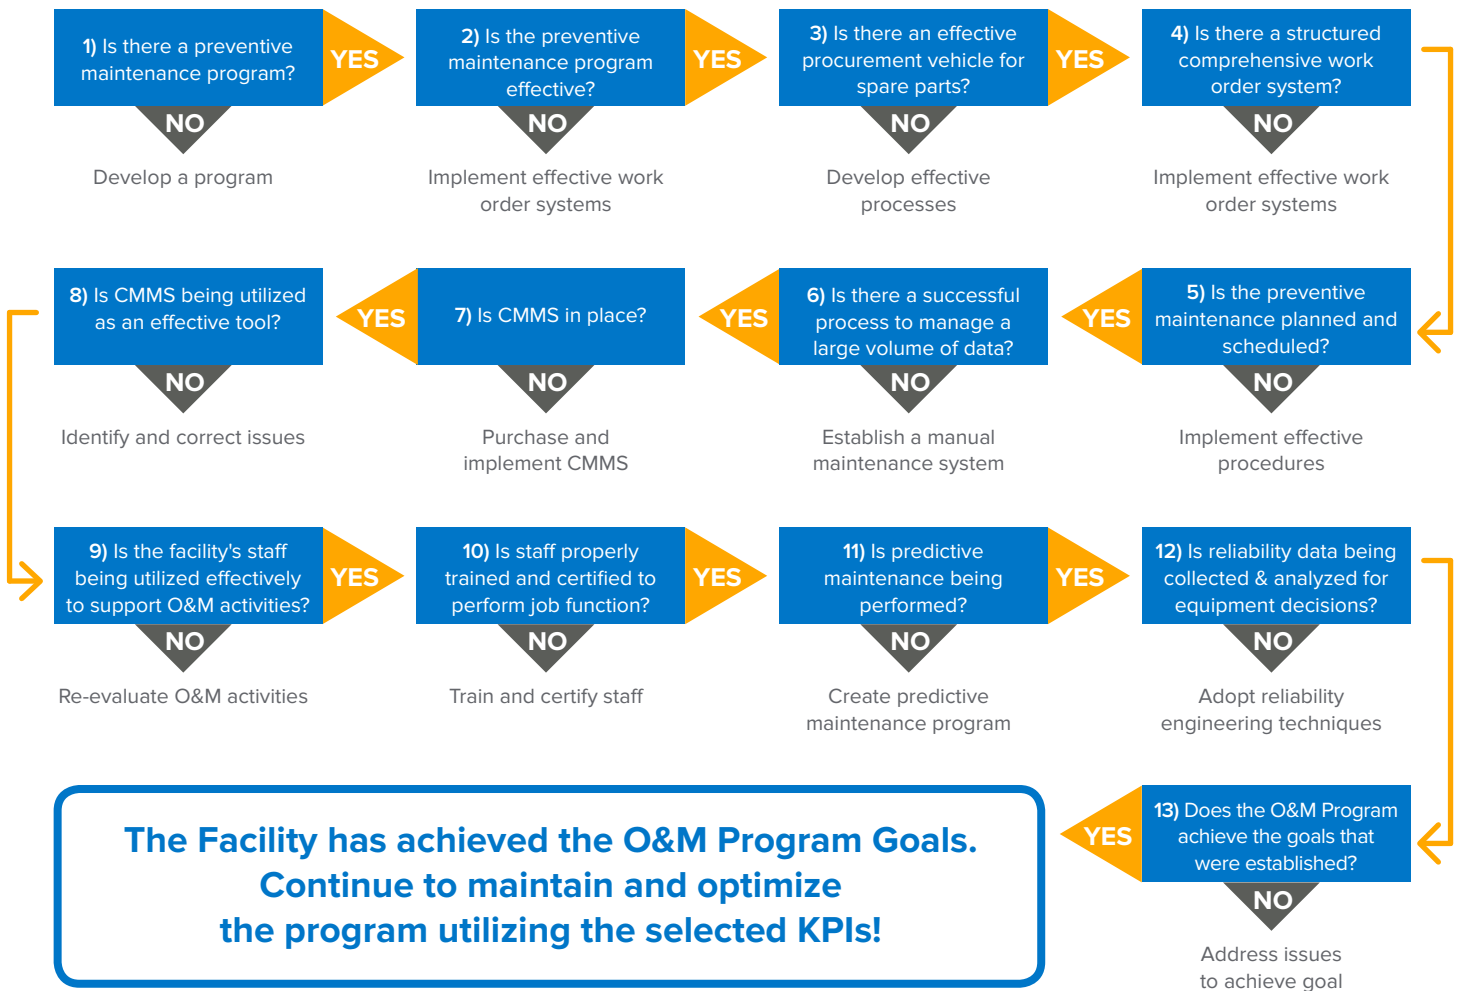 1) Is there a preventive
maintenance program?
YES
NO
Develop a program
2) Is the preventive
maintenance program
effective?
YES
NO
Implement effective work
order systems
3) Is there an effective
procurement vehicle for
spare parts?
YES
NO
Develop effective
processes
4) Is there a structured
comprehensive work
order system?
NO
Implement effective work
order systems
5) Is the preventive
maintenance planned and
scheduled?
YES
NO
Implement effective
procedures
6) Is there a successful
process to manage a
large volume of data?
YES
NO
Establish a manual
maintenance system
7) Is CMMS in place?
YES
NO
Purchase and
implement CMMS
8) Is CMMS being utilized
as an effective tool?
NO
Identify and correct issues
9) Is the facility's staff
being utilized effectively
to support O&M activities?
YES
NO
Re-evaluate O&M activities
10) Is staff properly
trained and certified to
perform job function?
YES
NO
Train and certify staff
11) Is predictive
maintenance being
performed?
YES
NO
Create predictive
maintenance program
12) Is reliability data being
collected & analyzed for
equipment decisions?
NO
Adopt reliability
engineering techniques
13) Does the O&M Program
achieve the goals that
were established?
YES
NO
Address issues
to achieve goal
The Facility has achieved the O&M Program Goals.
Continue to maintain and optimize
the program utilizing the selected KPIs!